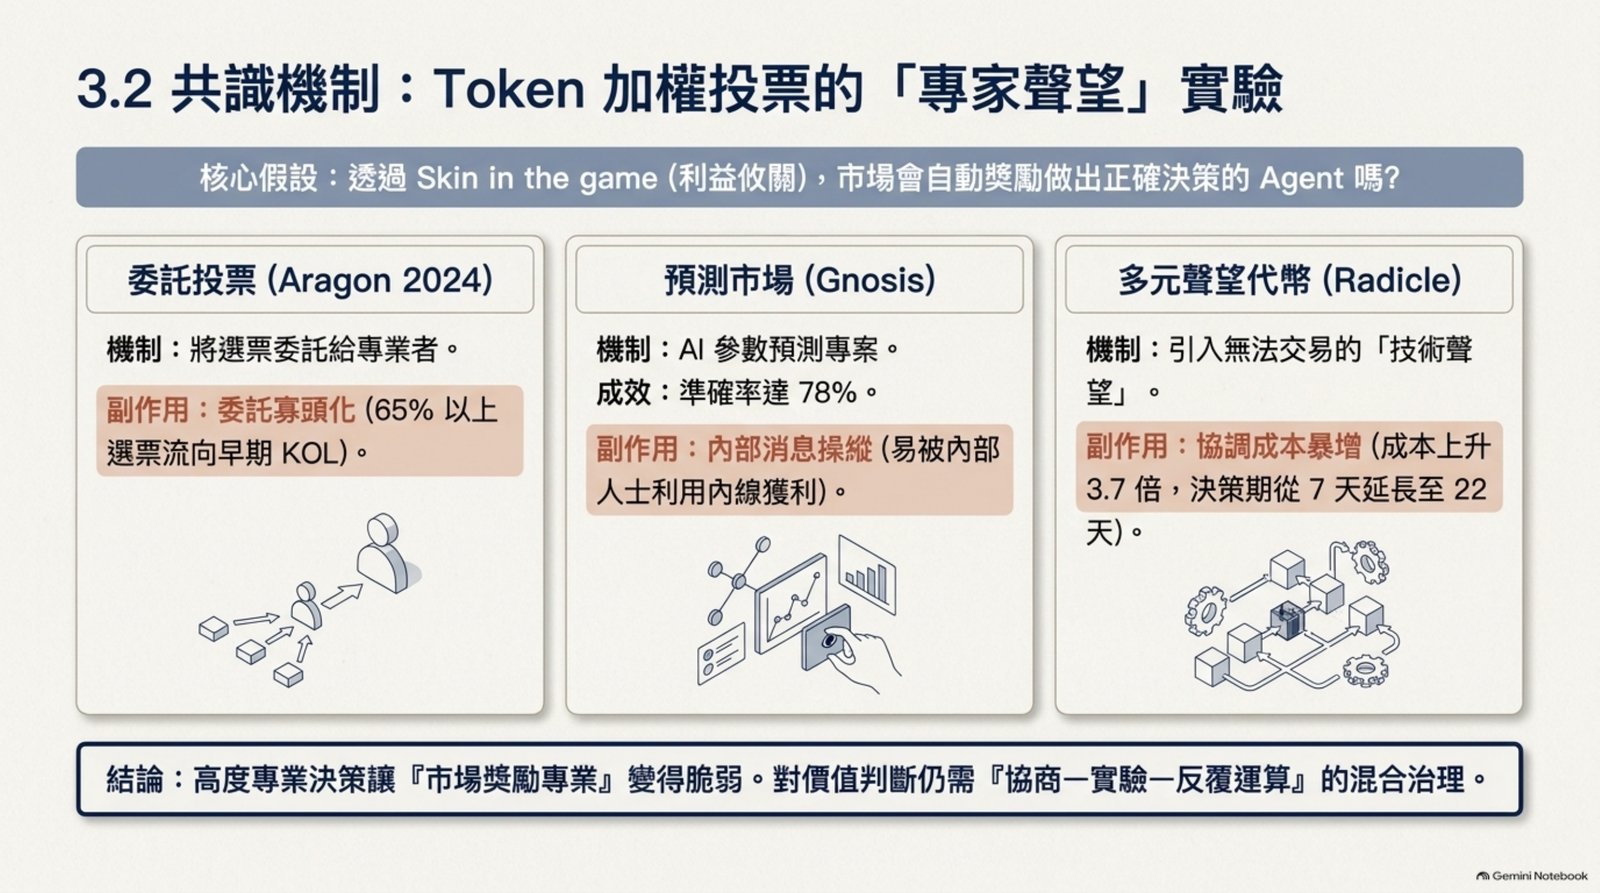 3.2 共識機制：Token 加權投票的「專家聲望」實驗
核心假設：透過 Skin in the game (利益攸關)，市場會自動獎勵做出正確決策的 Agent 嗎?
委託投票 (Aragon 2024)
機制：將選票委託給專業者。
副作用：委託寡頭化 (65% 以上
選票流向早期 KOL)。
預測市場 (Gnosis)
機制：AI 參數預測專案。
成效：準確率達 78%。
副作用：內部消息操縱 (易被內部
人士利用內線獲利)。
多元聲望代幣 (Radicle)
機制：引入無法交易的「技術聲
望」。
副作用：協調成本暴增 (成本上升
3.7 倍，決策期從 7 天延長至 22
天)。
結論：高度專業決策讓『市場獎勵專業』變得脆弱。對價值判斷仍需『協商—實驗—反覆運算』的混合治理。
Gemini Notebook